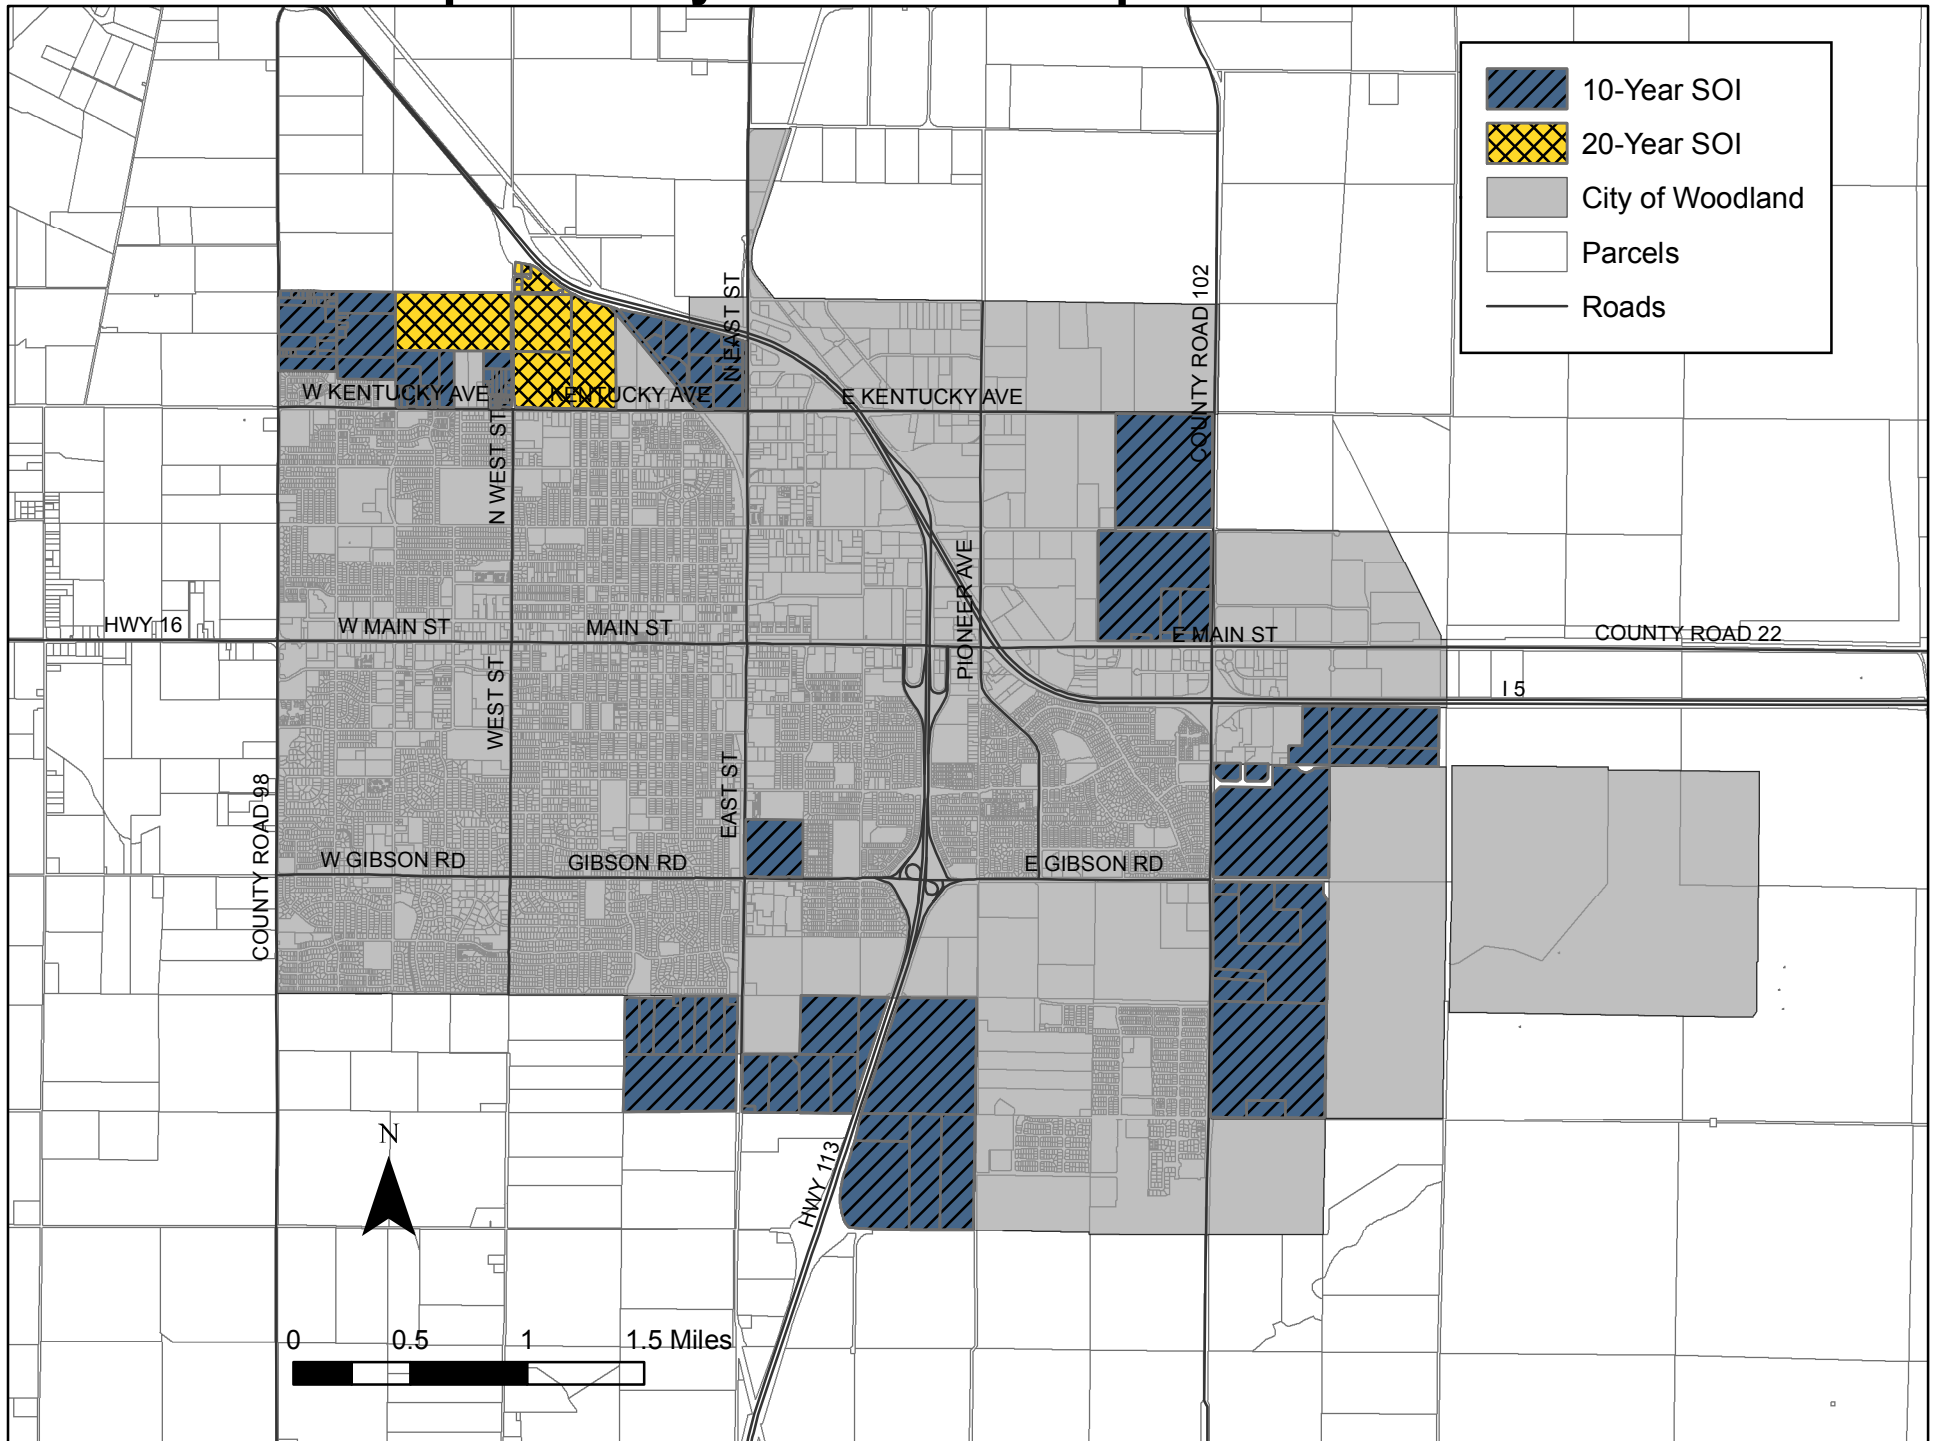 10-Year SOI
20-Year SOI
City of Woodland
Parcels
Roads
N EAST ST
COUNTY ROAD 102
W KENTUCKY AVE
KENTUCKY AVE
E KENTUCKY AVE
N WEST ST
PIONEER AVE
HWY 16
W MAIN ST
MAIN ST
E MAIN ST
COUNTY ROAD 22
I 5
WEST ST
EAST ST
COUNTY ROAD 98
W GIBSON RD
GIBSON RD
E GIBSON RD
HWY 113
N
0 0.5 1 1.5 Miles